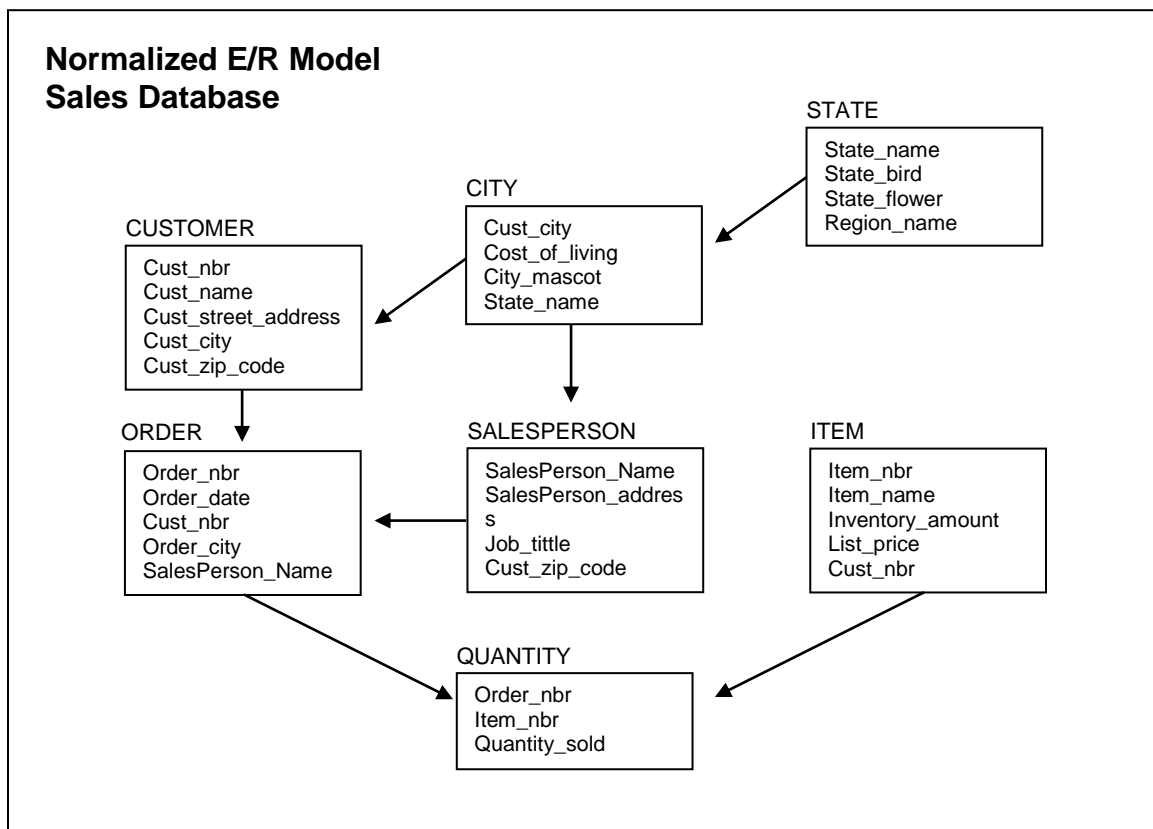 Normalized E/R Model
Sales Database
STATE
State_name
State_bird
State_flower
Region_name
CITY
Cust_city
Cost_of_living
City_mascot
State_name
CUSTOMER
Cust_nbr
Cust_name
Cust_street_address
Cust_city
Cust_zip_code
ORDER
Order_nbr
Order_date
Cust_nbr
Order_city
SalesPerson_Name
SALESPERSON
SalesPerson_Name
SalesPerson_addres
s
Job_tittle
Cust_zip_code
ITEM
Item_nbr
Item_name
Inventory_amount
List_price
Cust_nbr
QUANTITY
Order_nbr
Item_nbr
Quantity_sold